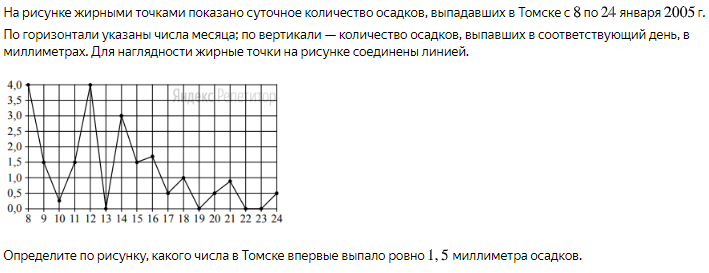 На рисунке жирными точками показано суточное количество осадков, выпадавших в Томске с 8 по 24 января 2005 г.
По горизонтали указаны числа месяца; по вертикали — количество осадков, выпавших в соответствующий день, в
миллиметрах. Для наглядности жирные точки на рисунке соединены линией.
Яндекс.Репетитор
4,0
3,5
3,0
2,5
2,0
1,5
1,0
0,5
0,0
8 9 10 11 12 13 14 15 16 17 18 19 20 21 22 23 24
Определите по рисунку, какого числа в Томске впервые выпало ровно 1, 5 миллиметра осадков.